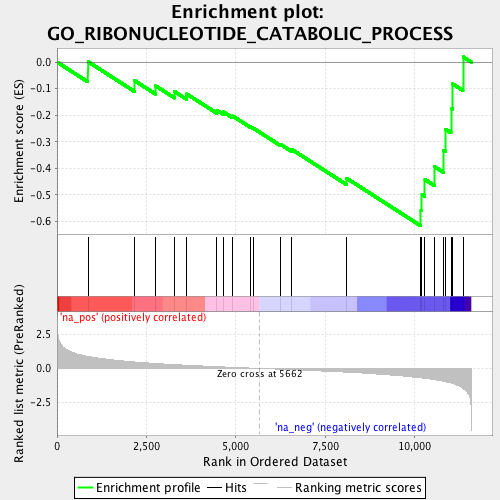 Enrichment plot:
GO_RIBONUCLEOTIDE_CATABOLIC_PROCESS
Enrichment score (ES)
0.0
-0.1
-0.2
-0.3
-0.4
-0.5
-0.6
'na_pos' (positively correlated)
Ranked list metric (PreRanked)
2.5
0.0
-2.5
Zero cross at 5662
'na_neg' (negatively correlated)
0
2,500
5,000
7,500
10,000
Rank in Ordered Dataset
Enrichment profile
Hits
Ranking metric scores